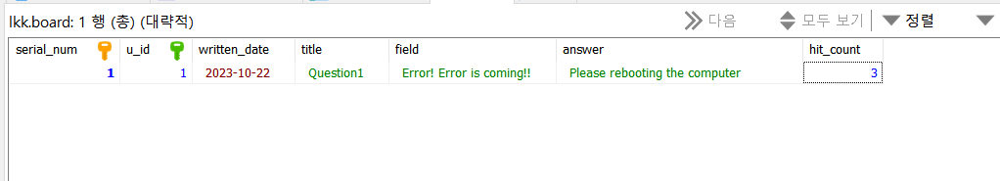 lkk.board: 1 행 (총) (대략적) 다음 모두 보기 정렬
serial_num u_id written_date title field answer hit_count
1 1 2023-10-22 Question1 Error! Error is coming!! Please rebooting the computer 3